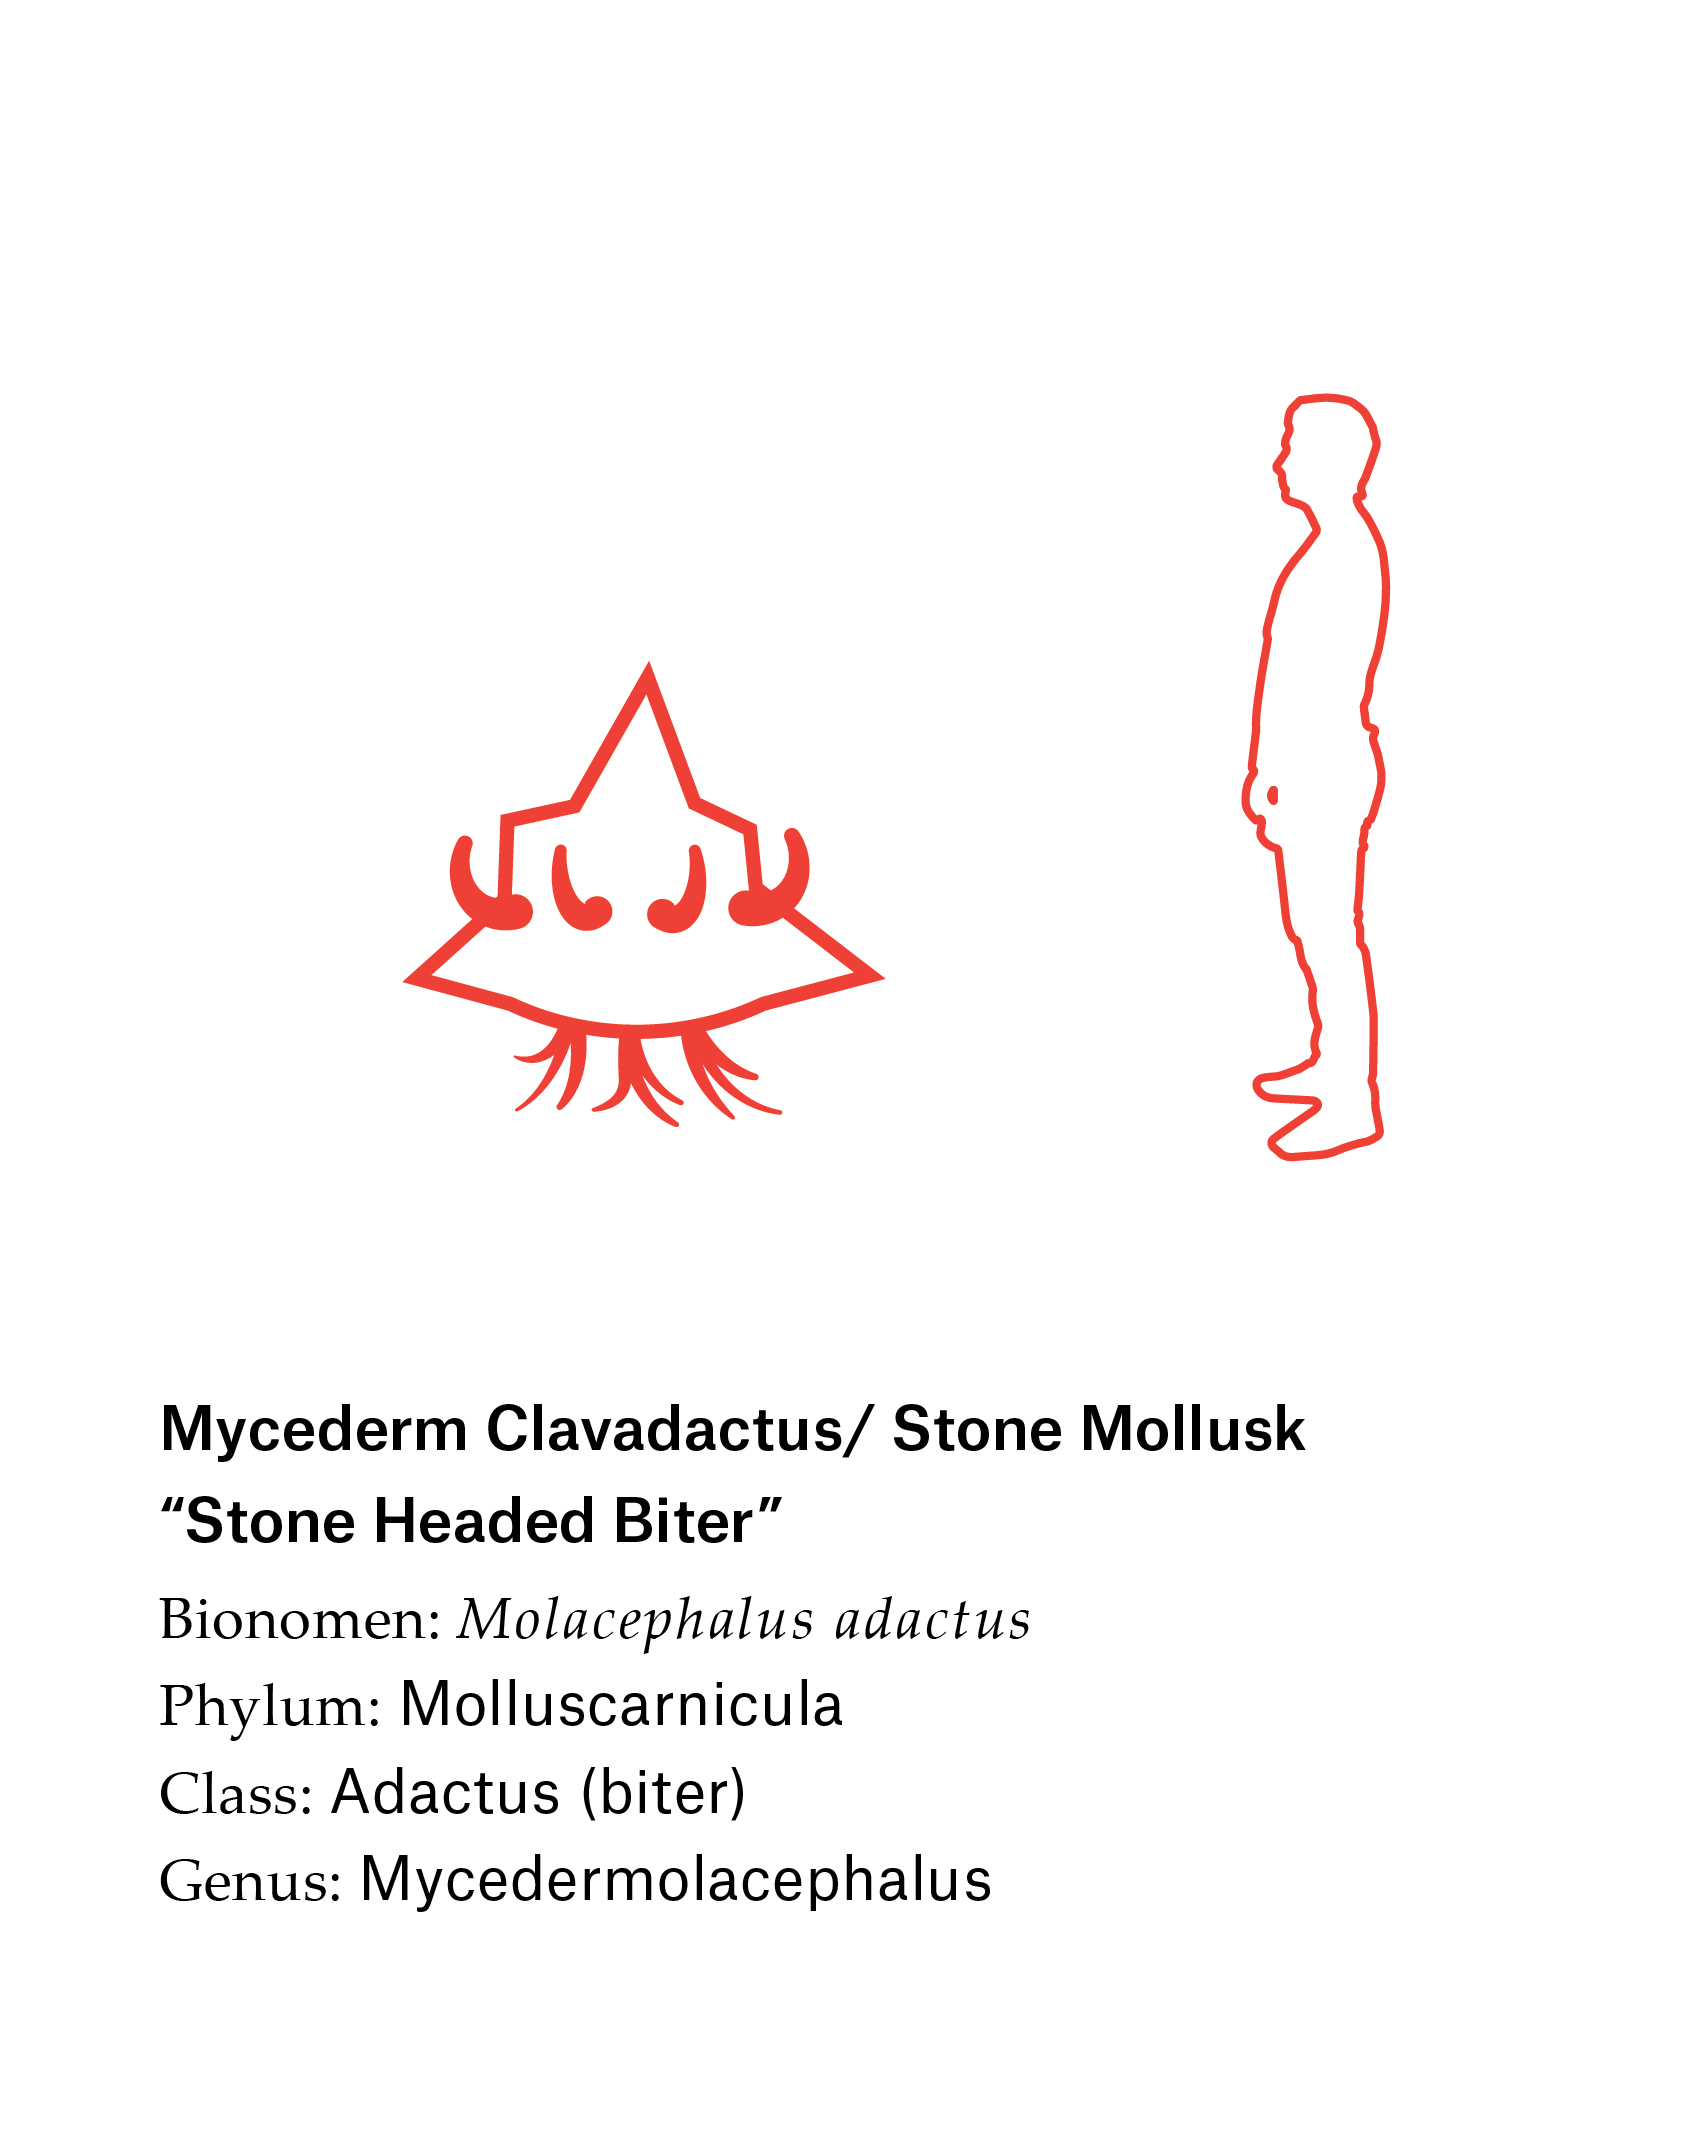 Mycederm Clavadactus/ Stone Mollusk
“Stone Headed Biter”
Bionomen: Molacephalus adactus
Phylum: Molluscarnicula
Class: Adactus (biter)
Genus: Mycedermolacephalus